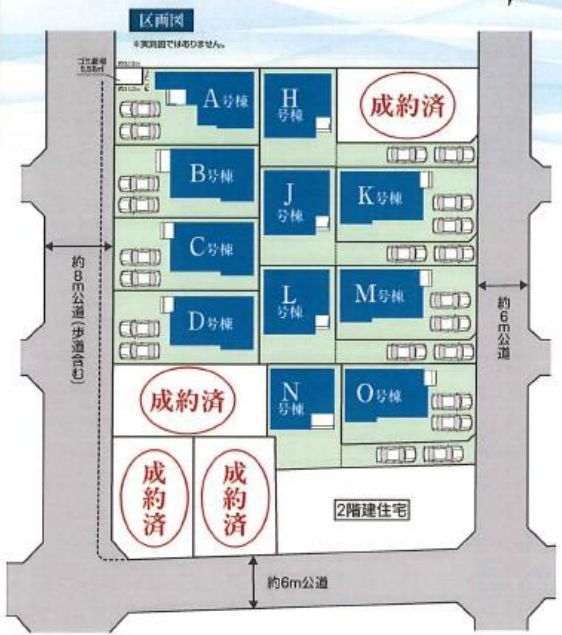 区画図
※実測図ではありません。
ゴミ置場
5.56㎡
A号棟
H号棟
成約済
B号棟
J号棟
K号棟
C号棟
L号棟
M号棟
D号棟
成約済
N号棟
O号棟
成約済
成約済
2階建住宅
約8m公道(歩道含む)
約6m公道
約6m公道